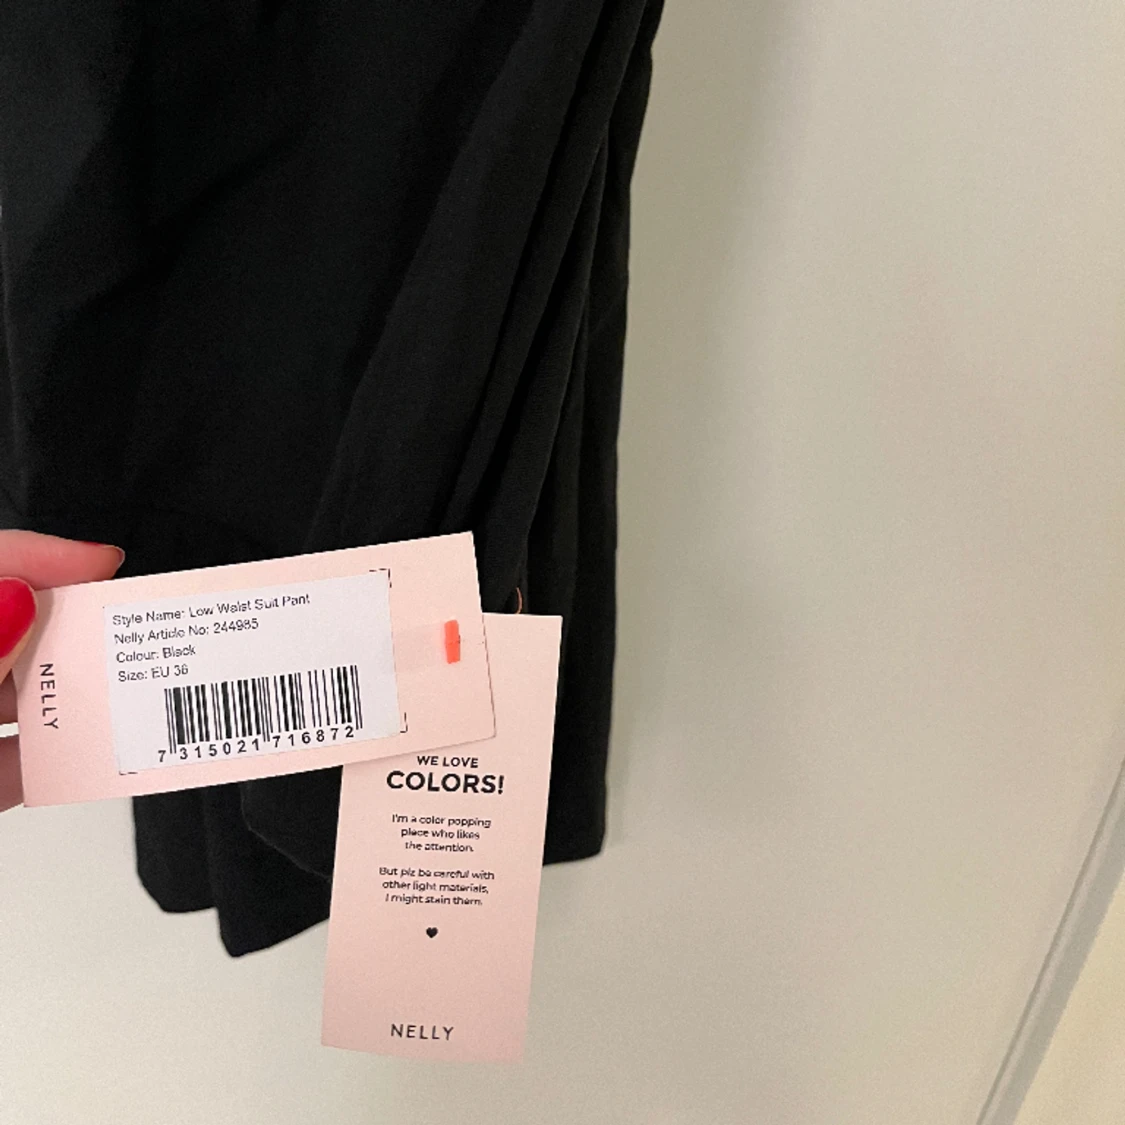 Style Name: Low Waist Suit Pant
Nelly Article No: 244985
Colour: Black
Size: EU 36
7 315021 716872
NELLY
WE LOVE
COLORS!
I'm a color popping
piece who likes
the attention.
But plz be careful with
other light materials,
I might stain them.
NELLY